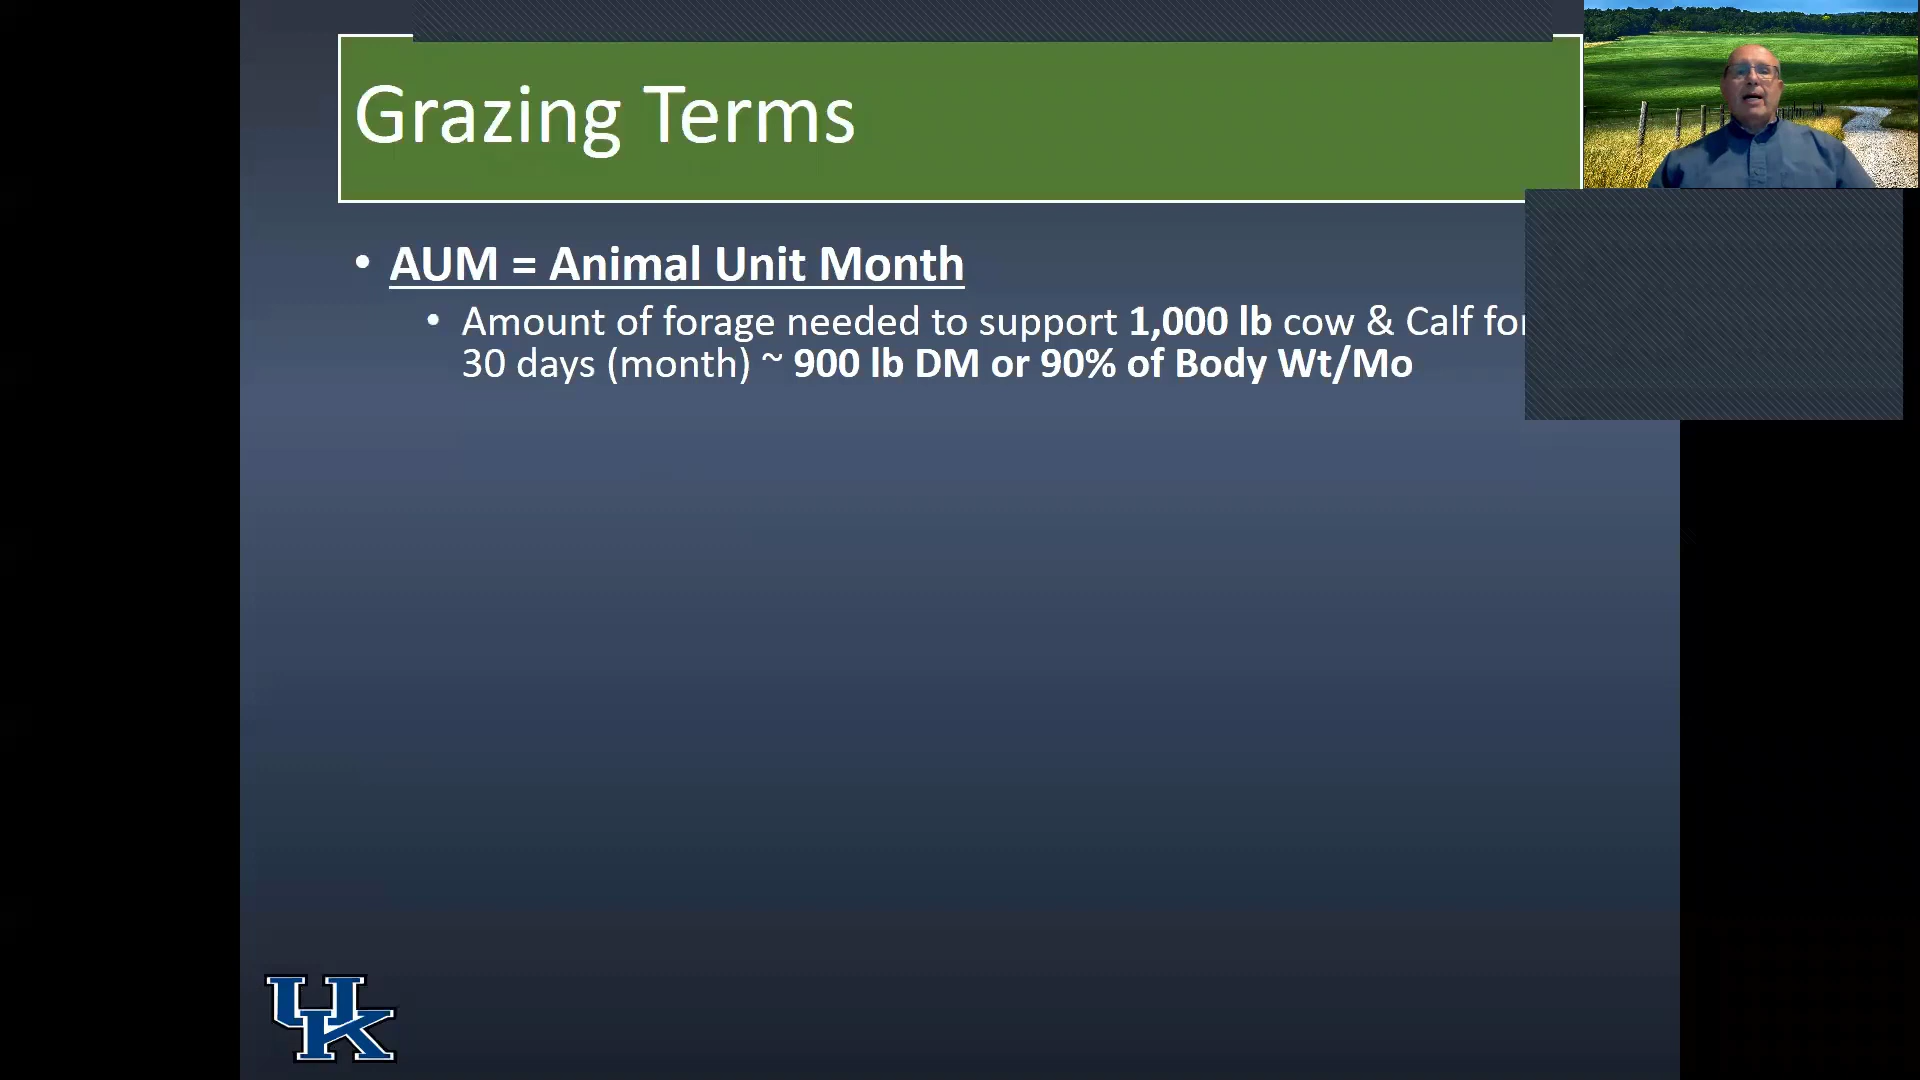 Grazing Terms
• AUM = Animal Unit Month
• Amount of forage needed to support 1,000 lb cow & Calf for
30 days (month) ~ 900 lb DM or 90% of Body Wt/Mo
UK